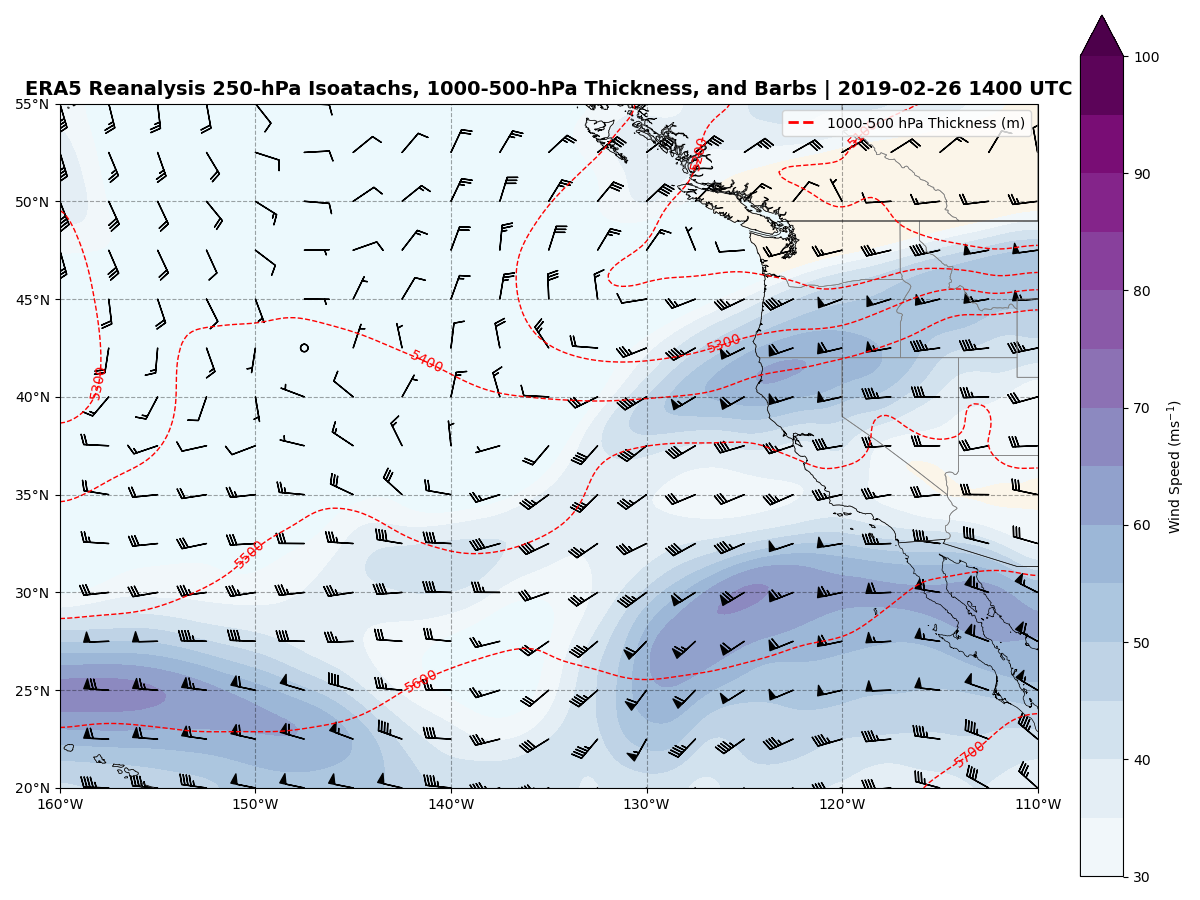 ERA5 Reanalysis 250-hPa Isoatachs, 1000-500-hPa Thickness, and Barbs | 2019-02-26 1400 UTC
1000-500 hPa Thickness (m)
55°N
50°N
45°N
40°N
35°N
30°N
25°N
20°N
160°W
150°W
140°W
130°W
120°W
110°W
5300
5400
5500
5600
5200
5300
5700
100
90
80
70
60
50
40
30
Wind Speed (ms⁻¹)